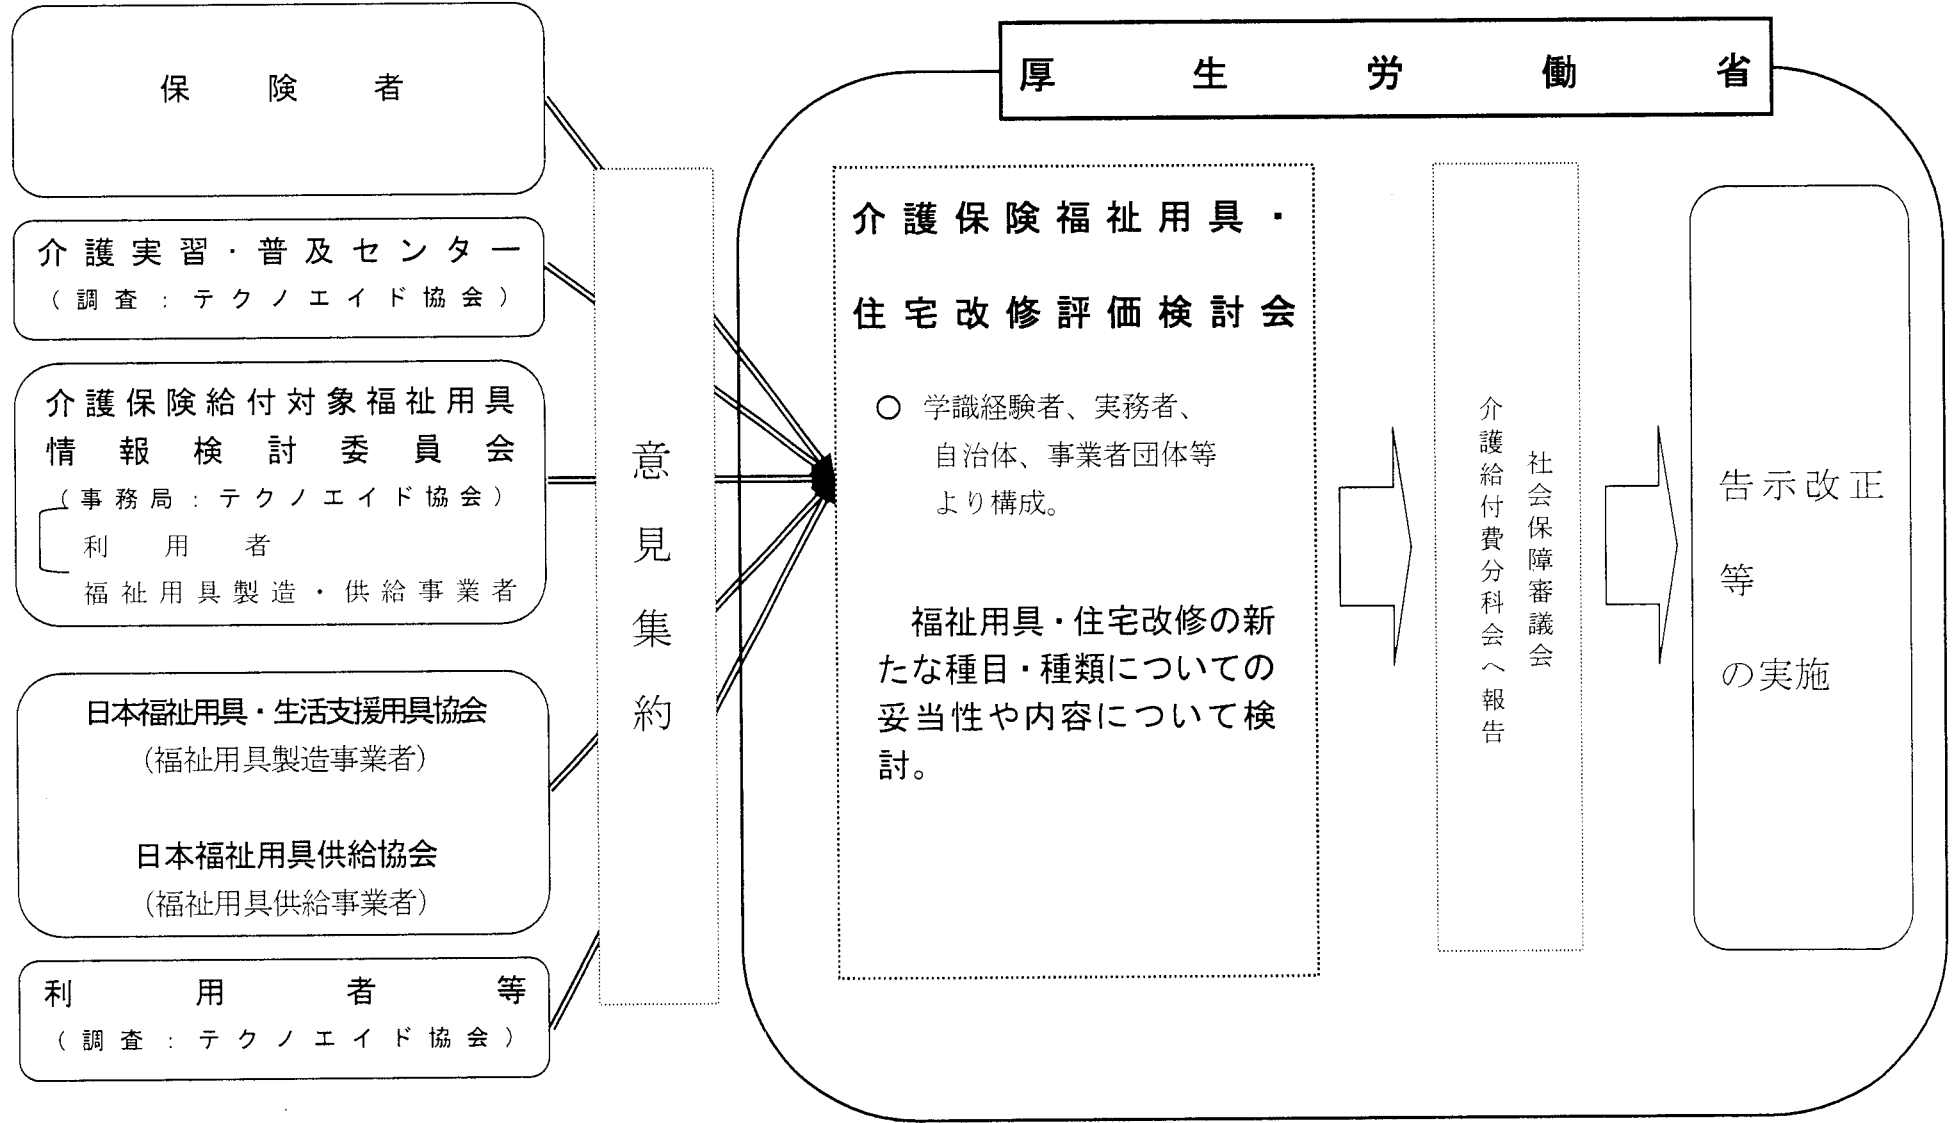 保険者
介護実習・普及センター
（調査：テクノエイド協会）
介護保険給付対象福祉用具
情報検討委員会
（事務局：テクノエイド協会）
利用者
福祉用具製造・供給事業者
日本福祉用具・生活支援用具協会
（福祉用具製造事業者）
日本福祉用具供給協会
（福祉用具供給事業者）
利用者等
（調査：テクノエイド協会）
意見集約
厚生労働省
介護保険福祉用具・
住宅改修評価検討会
○ 学識経験者、実務者、
自治体、事業者団体等
より構成。
福祉用具・住宅改修の新
たな種目・種類についての
妥当性や内容について検
討。
社会保障審議会
介護給付費分科会へ報告
告示改正
等
の実施